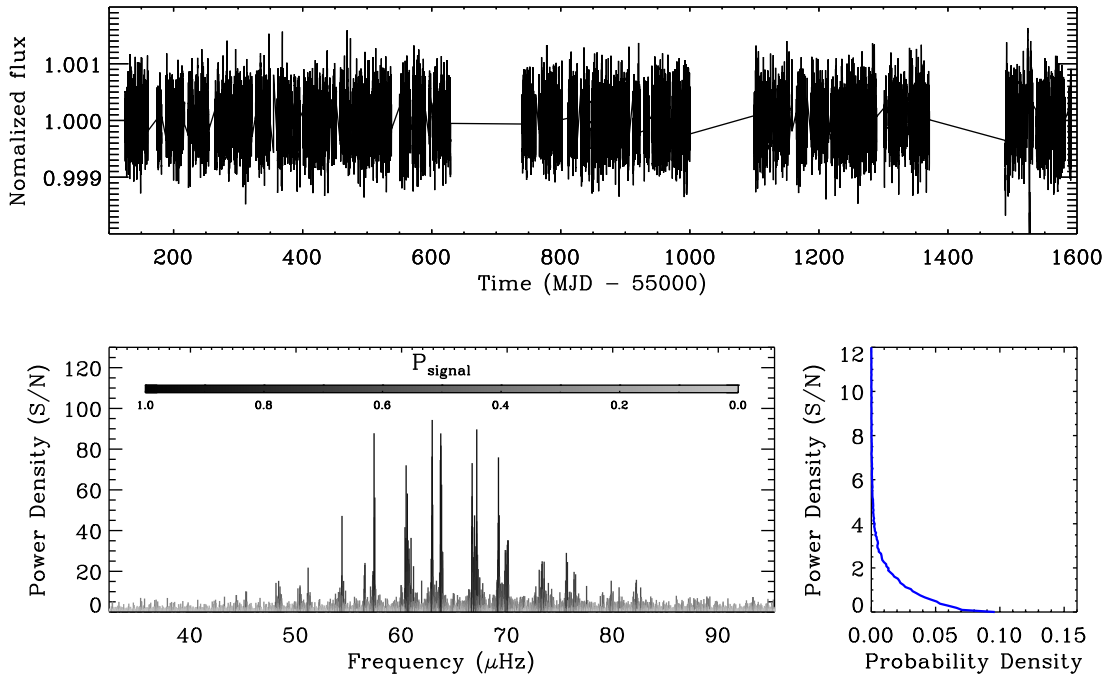 Nomalized flux
1.001
1.000
0.999
200 400 600 800 1000 1200 1400 1600
Time (MJD − 55000)
Power Density (S/N)
120
100
80
60
40
20
0
P_signal
1.0 0.8 0.6 0.4 0.2 0.0
40 50 60 70 80 90
Frequency (μHz)
Power Density (S/N)
12
10
8
6
4
2
0
0.00 0.05 0.10 0.15
Probability Density